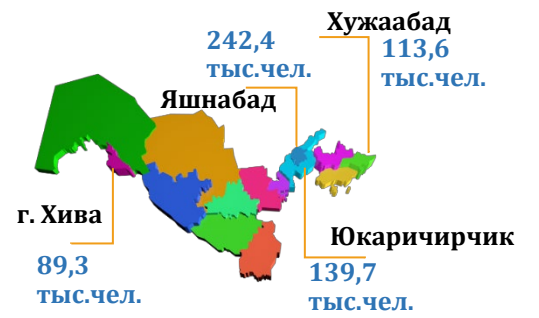 Хужаабад
113,6
тыс.чел.
242,4
тыс.чел.
Яшнабад
г. Хива
89,3
тыс.чел.
Юкаричирчик
139,7
тыс.чел.